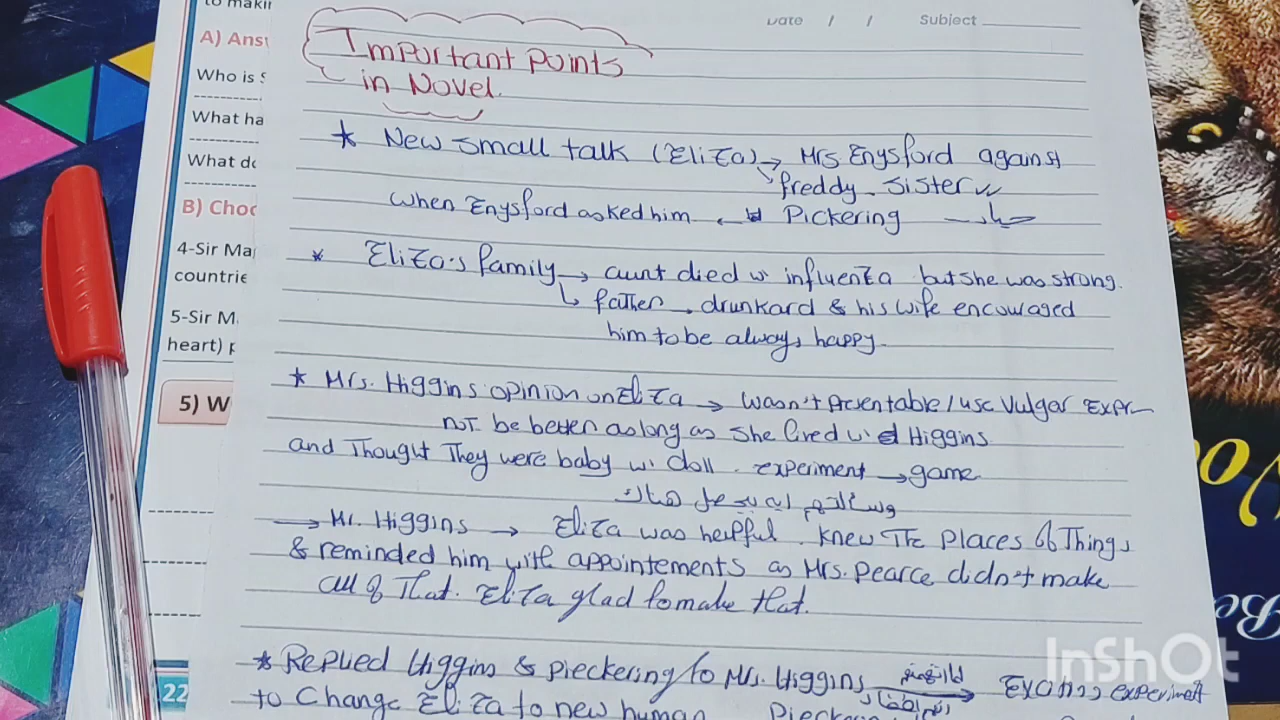 to makin
A) Ansv
Who is S
What ha
What do
B) Choo
4-Sir Ma
countrie
5-Sir M
heart) p
5) W
22
Date / / Subject
Important points
in Novel.
* New small talk (Eliza) → Mrs Enysford against
↳ freddy - Sister ✓
when Enysford asked him ← Pickering →
* Eliza's family → aunt died w influenza but she was strong.
↳ father → drunkard & his wife encouraged
him to be always happy.
* Mrs. Higgins opinion on Eliza → wasn't Presentable / use vulger Expr
not be better as long as she lived w Higgins
and Thought They were baby w. doll. experiment → game
→ Mr. Higgins → Eliza was helpful. knew The Places of Things
& reminded him with appointements as Mrs. Pearce didn't make
all of that. Eliza glad to make that.
* Replied Higgins & pieckering to Mrs. Higgins → Exciting experiment
to Change Eliza to new human
InShOt